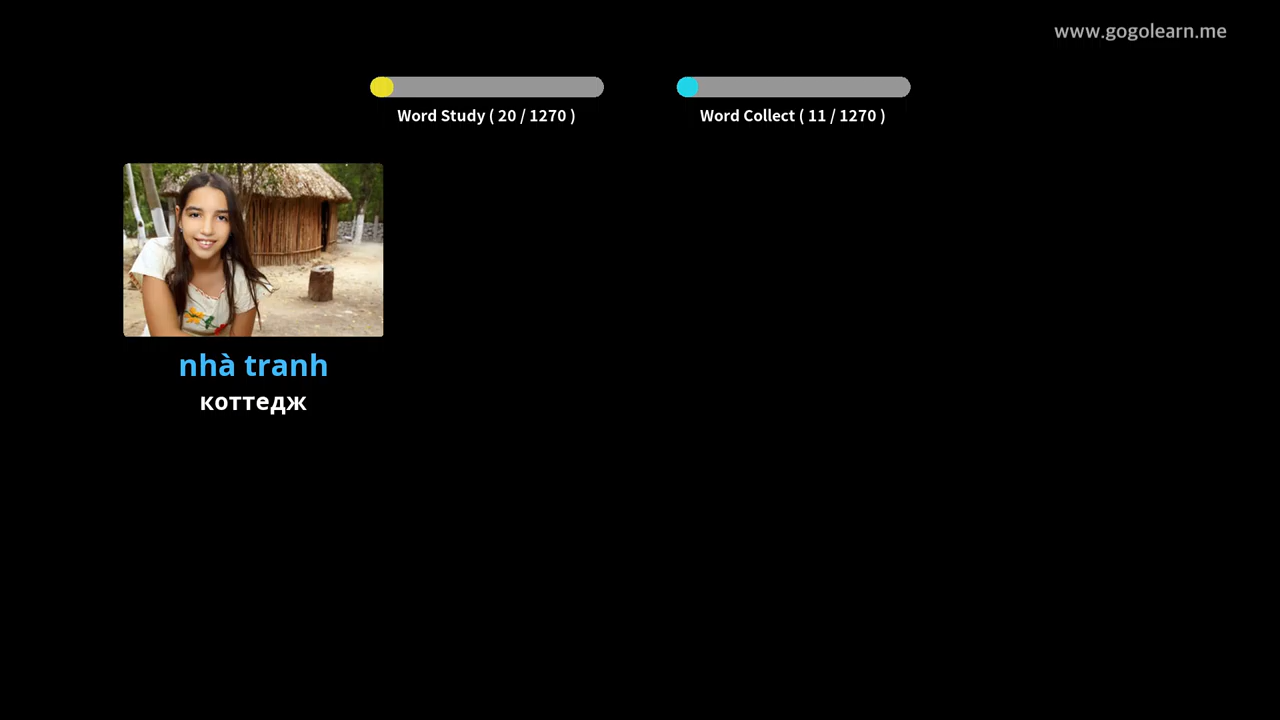 www.gogolearn.me
Word Study ( 20 / 1270 )
Word Collect ( 11 / 1270 )
nhà tranh
коттедж